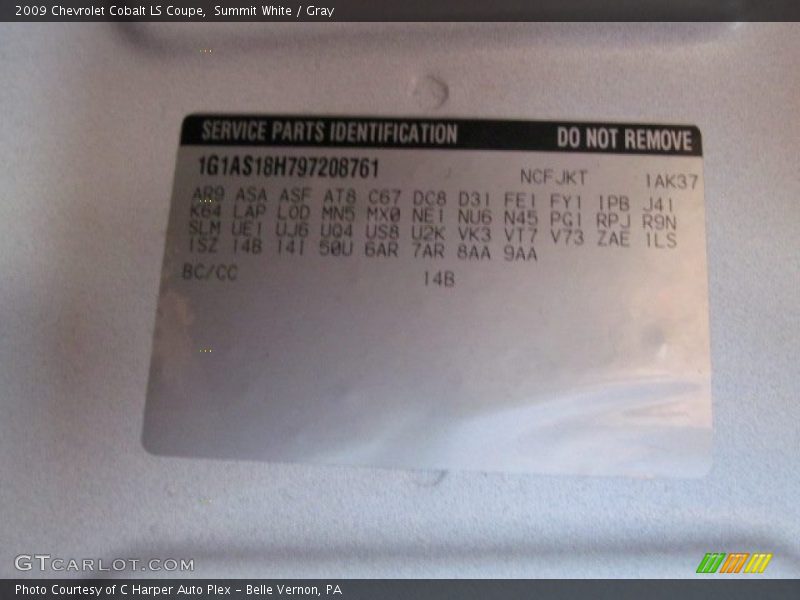 2009 Chevrolet Cobalt LS Coupe,  Summit White / Gray
SERVICE PARTS IDENTIFICATION DO NOT REMOVE
1G1AS18H797208761 NCFJKT 1AK37
AR9 ASA ASF AT8 C67 DC8 D31 FE1 FY1 1PB J41
K64 LAP LOD MN5 MX0 NE1 NU6 N45 PG1 RPJ R9N
SLM UE1 UJ6 UQ4 US8 U2K VK3 VT7 V73 ZAE 1LS
1SZ 14B 14I 50U 6AR 7AR 8AA 9AA
BC/CC 14B
GTCARLOT.COM
Photo Courtesy of C Harper Auto Plex – Belle Vernon, PA